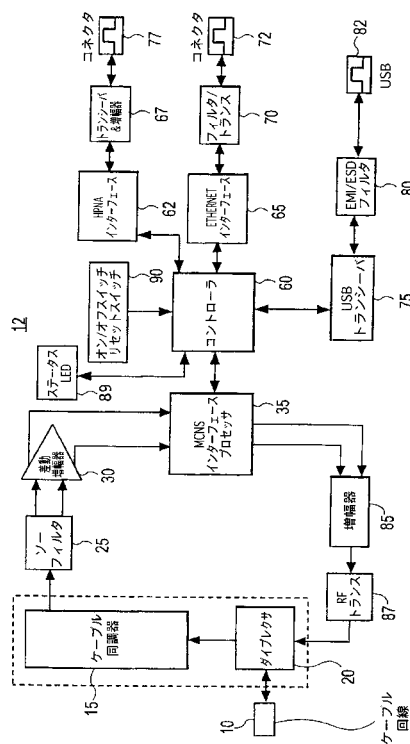 12
コネクタ
77
トランシーバ
&増幅器
67
HPNA
インターフェース
62
コネクタ
72
フィルタ/
トランス
70
ETHERNET
インターフェース
65
82
USB
EMI/ESD
フィルタ
80
USB
トランシーバ
75
オン/オフスイッチ
リセットスイッチ
90
ステータス
LED
89
コントローラ
60
差動
増幅器
30
MCNS
インターフェース
プロセッサ
35
ソー
フィルタ
25
増幅器
85
RF
トランス
87
ケーブル
同調器
15
ダイプレクサ
20
10
ケーブル
回線